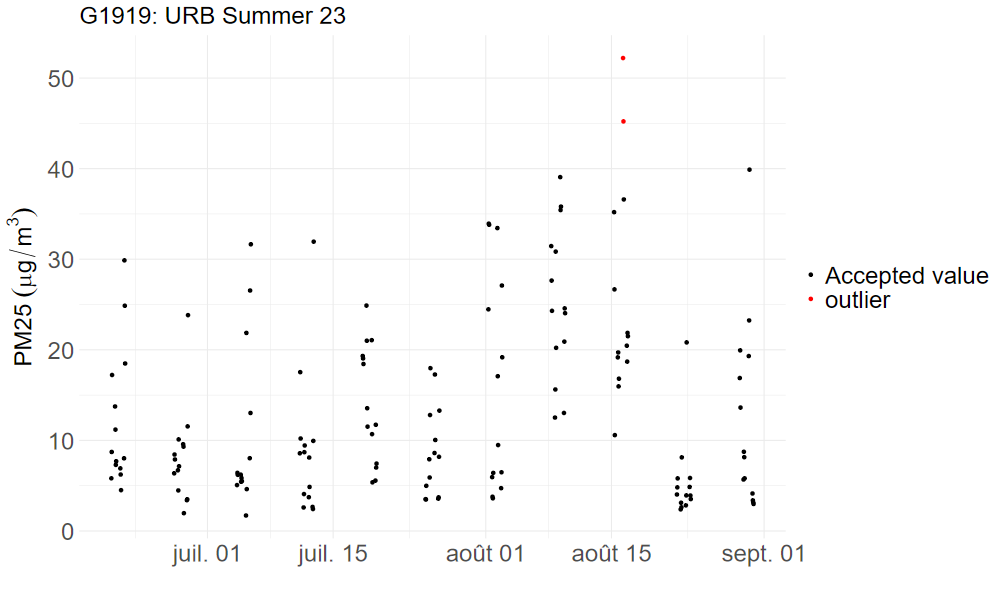 G1919: URB Summer 23
PM25 (μg/m³)
50
40
30
20
10
0
juil. 01
juil. 15
août 01
août 15
sept. 01
Accepted value
outlier